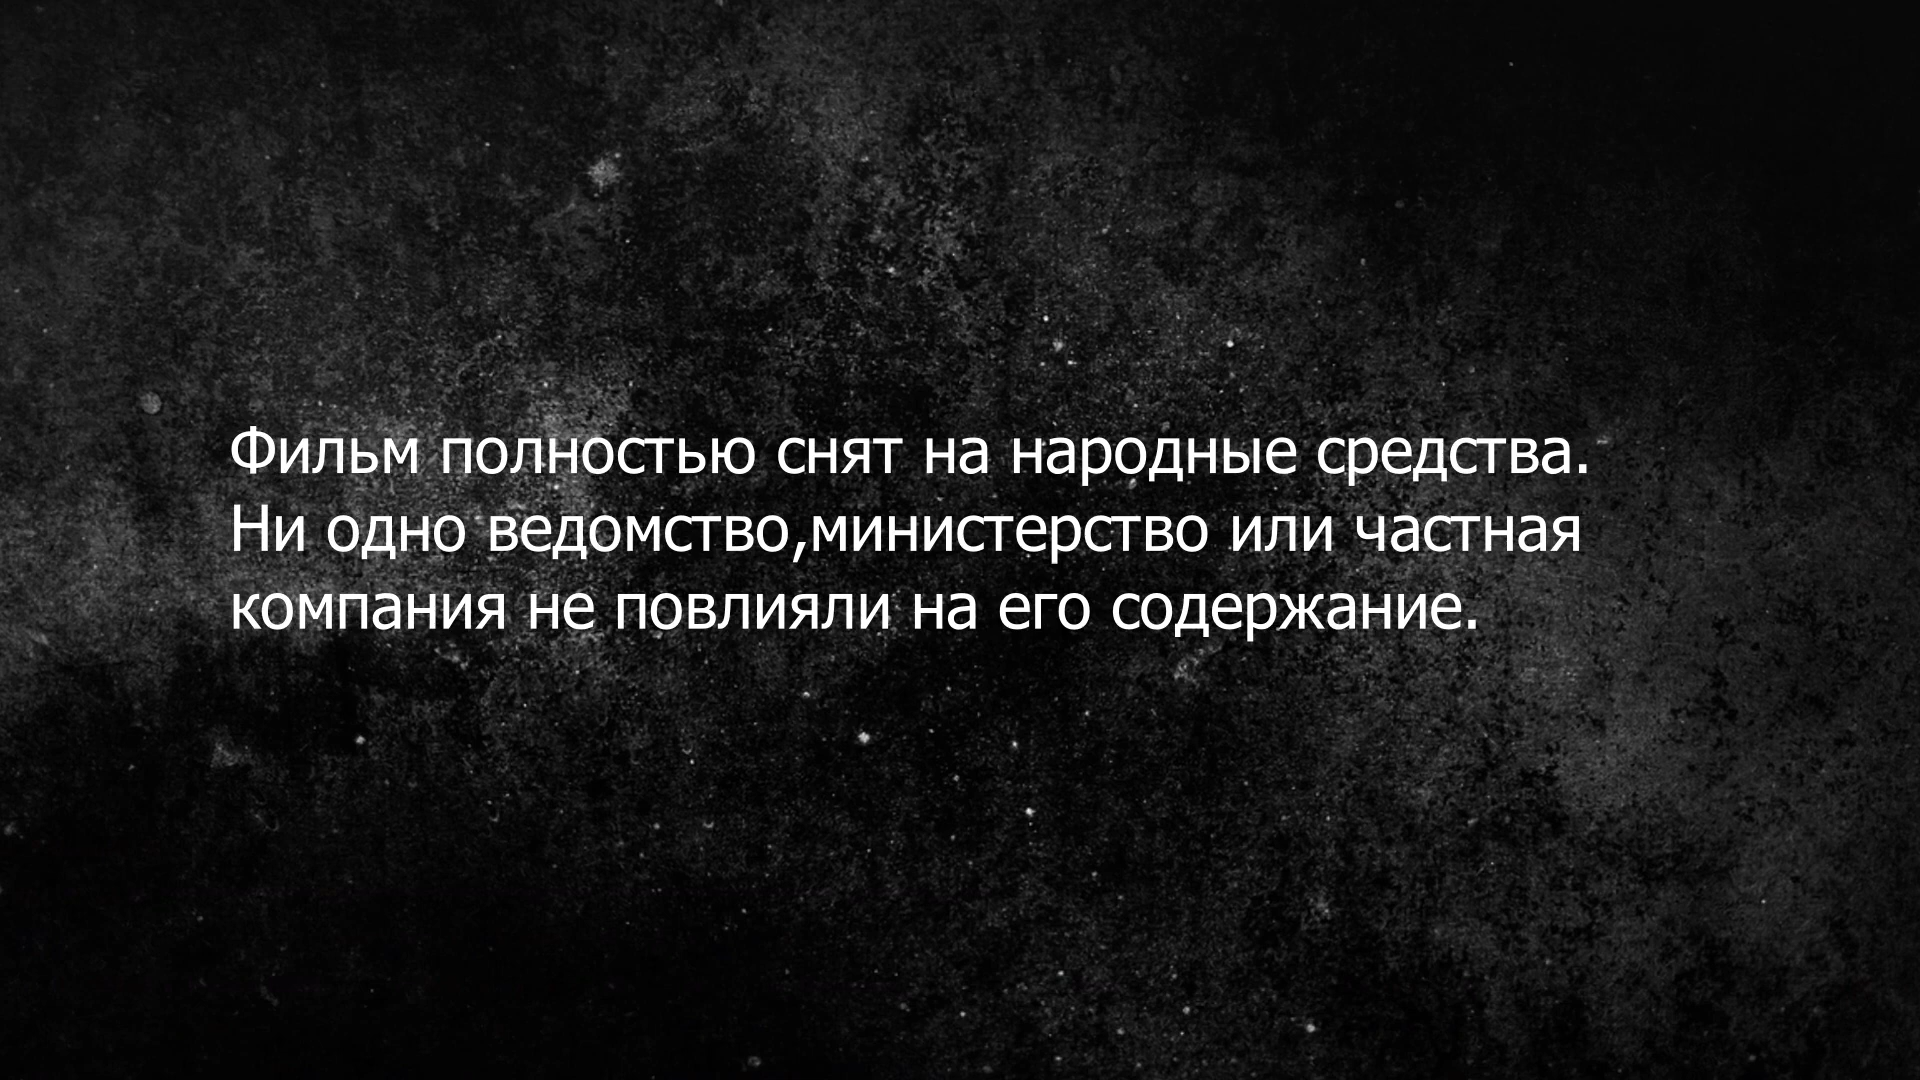 Фильм полностью снят на народные средства.
Ни одно ведомство,министерство или частная
компания не повлияли на его содержание.